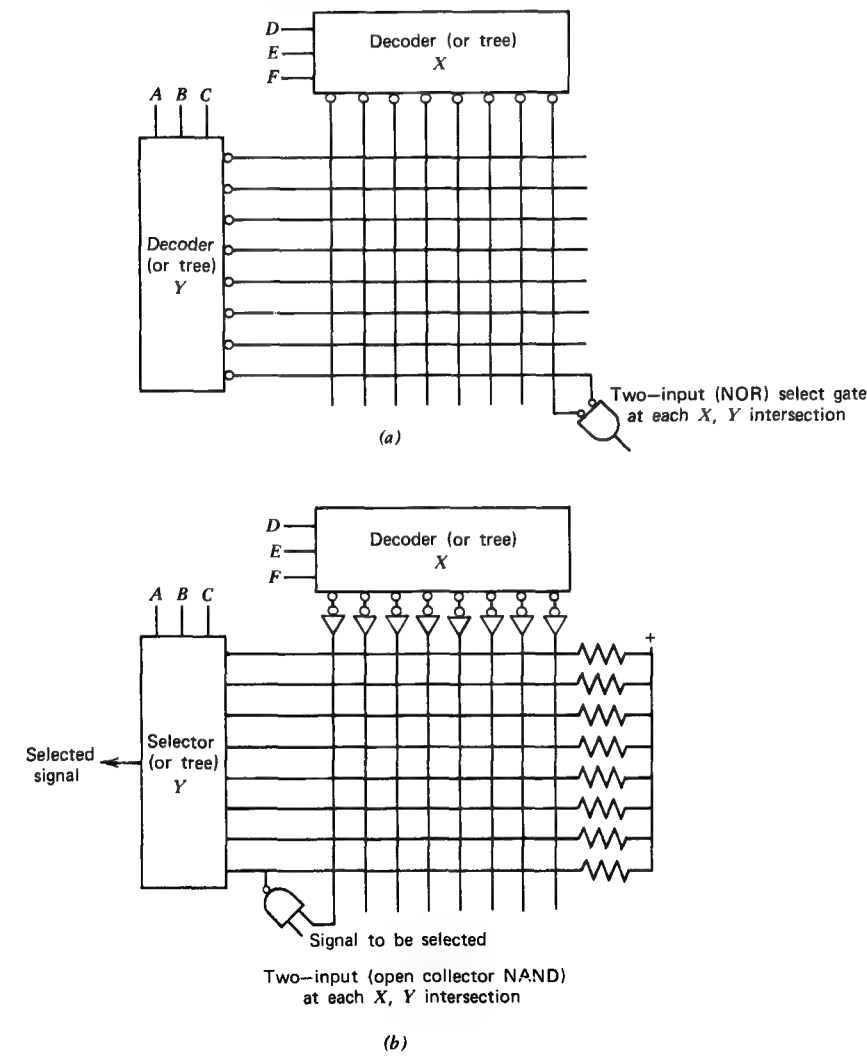 D
E
F
Decoder (or tree)
X
A B C
Decoder
(or tree)
Y
Two—input (NOR) select gate
at each X, Y intersection
(a)
D
E
F
Decoder (or tree)
X
A B C
+
Selected
signal
Selector
(or tree)
Y
Signal to be selected
Two—input (open collector NAND)
at each X, Y intersection
(b)